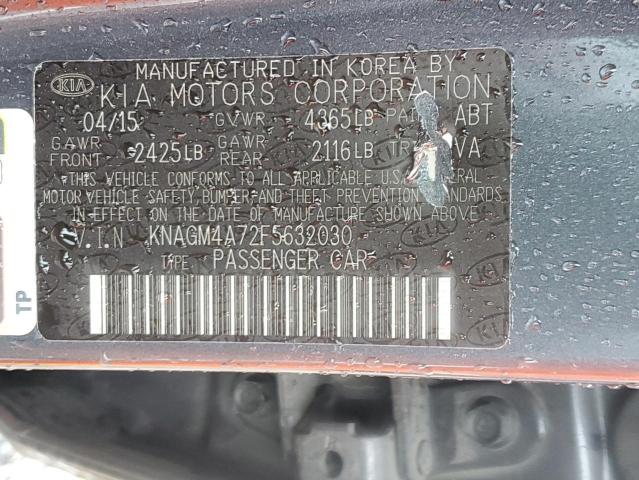 MANUFACTURED IN KOREA BY
KIA KIA MOTORS CORPORATION
04/15 GVWR 4365LB ABT
GAWR FRONT 2425LB GAWR REAR 2116LB VA
*THIS VEHICLE CONFORMS TO ALL APPLICABLE U.S.
MOTOR VEHICLE SAFETY, BUMPER AND THEFT PREVENTION STANDARDS
IN EFFECT ON THE DATE OF MANUFACTURE SHOWN ABOVE
V.I.N KNAGM4A72F5632030
TYPE PASSENGER CAR
TP